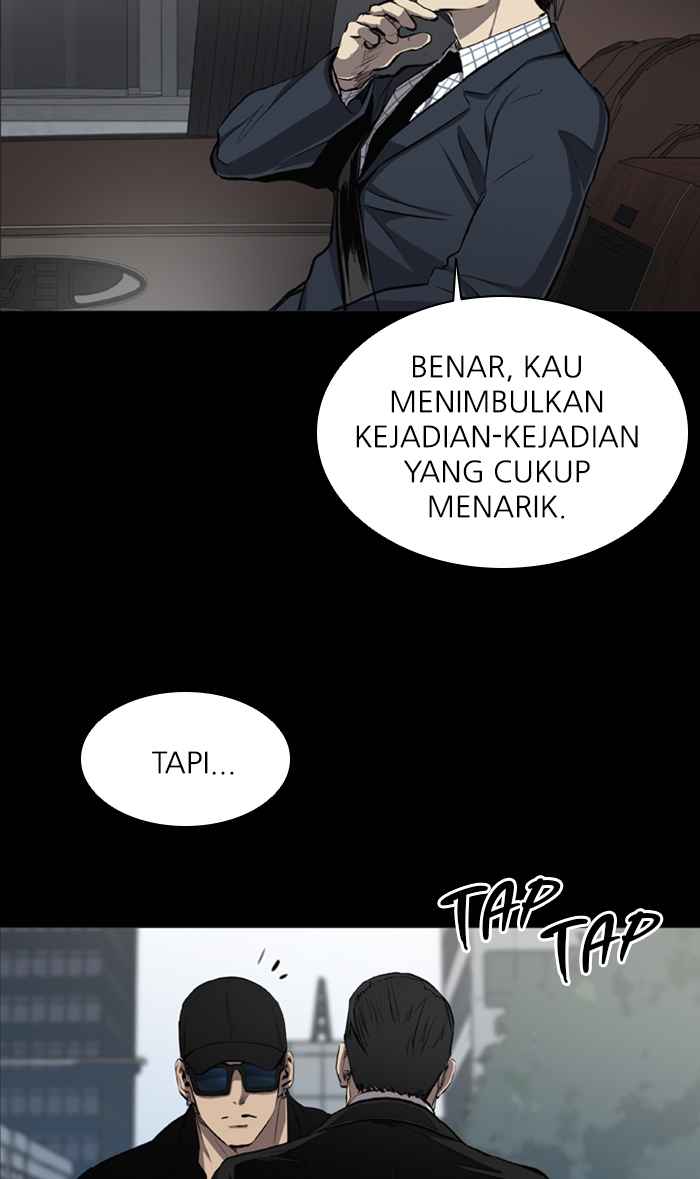 BENAR, KAU
MENIMBULKAN
KEJADIAN-KEJADIAN
YANG CUKUP
MENARIK.
TAPI...
TAP
TAP